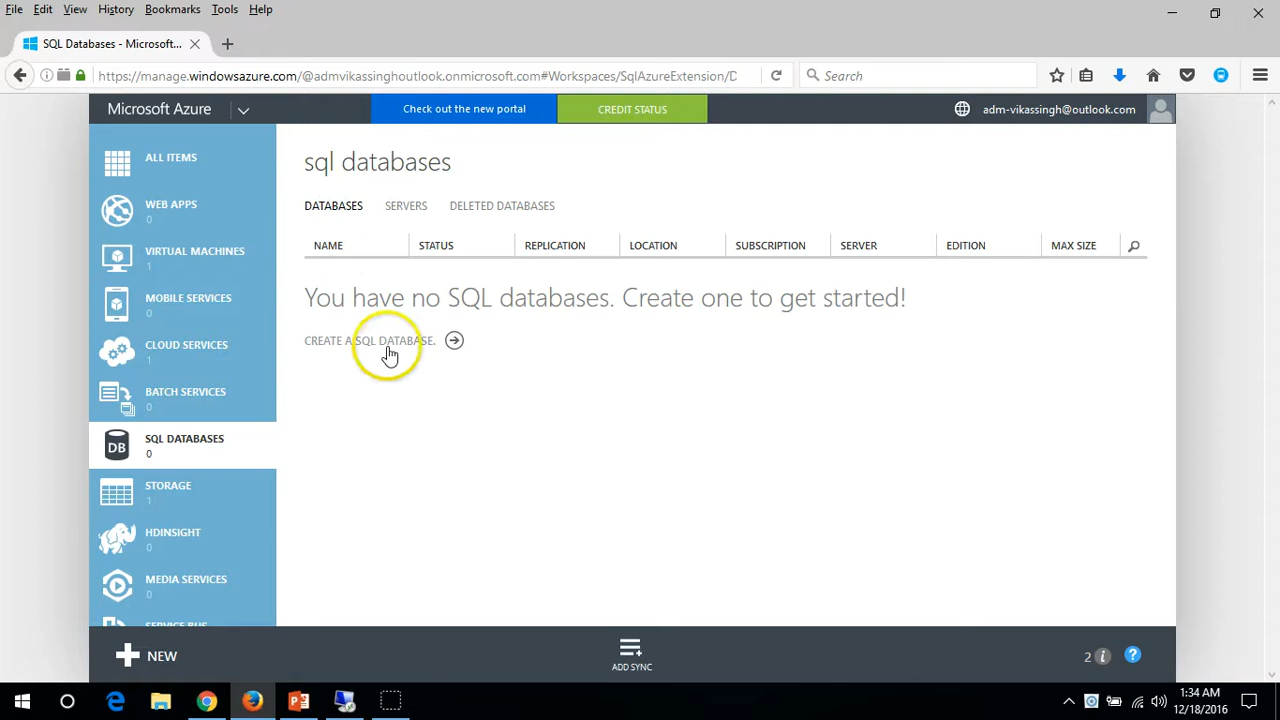 File Edit View History Bookmarks Tools Help
SQL Databases - Microsoft...
https://manage.windowsazure.com/@admvikassinghoutlook.onmicrosoft.com#Workspaces/SqlAzureExtension/D
Search
Microsoft Azure
Check out the new portal
CREDIT STATUS
adm-vikassingh@outlook.com
ALL ITEMS
WEB APPS
0
VIRTUAL MACHINES
1
MOBILE SERVICES
0
CLOUD SERVICES
1
BATCH SERVICES
0
DB
SQL DATABASES
0
STORAGE
1
HDINSIGHT
0
MEDIA SERVICES
0
SERVICE BUS
sql databases
DATABASES SERVERS DELETED DATABASES
NAME STATUS REPLICATION LOCATION SUBSCRIPTION SERVER EDITION MAX SIZE
You have no SQL databases. Create one to get started!
CREATE A SQL DATABASE.
NEW
ADD SYNC
2
1:34 AM
12/18/2016